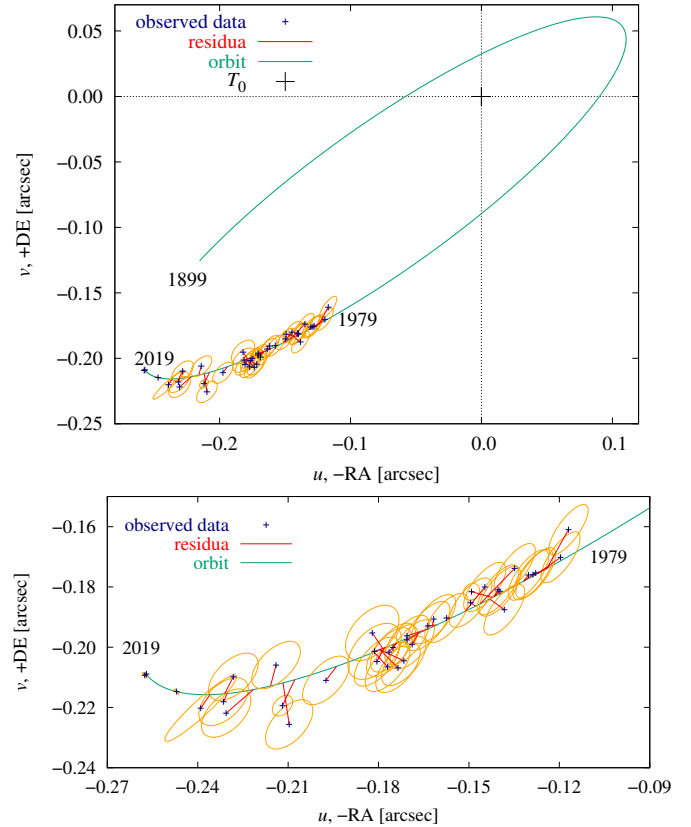 observed data
residua
orbit
T0
0.05
0.00
−0.05
−0.10
−0.15
−0.20
−0.25
v, +DE [arcsec]
1899
1979
2019
−0.2 −0.1 0.0 0.1
u, −RA [arcsec]
observed data
residua
orbit
−0.16
−0.18
−0.20
−0.22
−0.24
v, +DE [arcsec]
1979
2019
−0.27 −0.24 −0.21 −0.18 −0.15 −0.12 −0.09
u, −RA [arcsec]